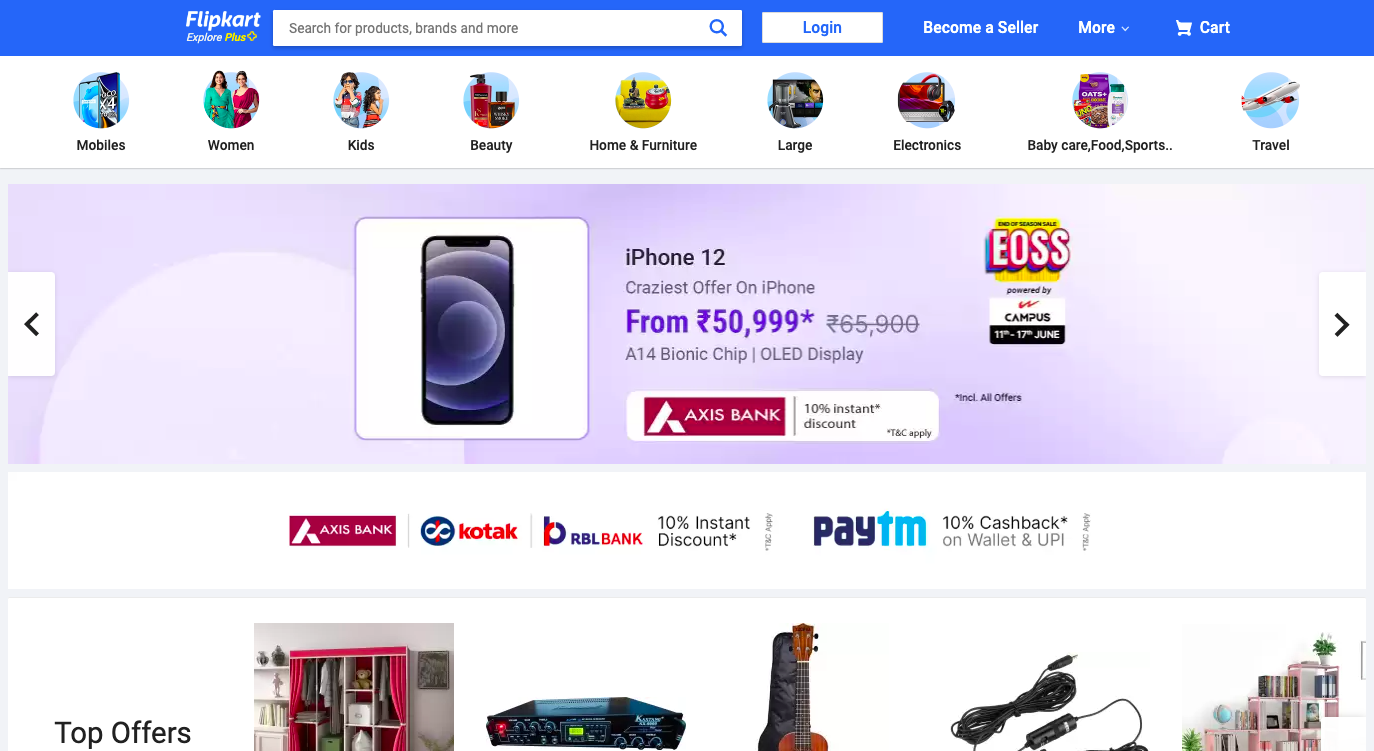 Flipkart
Explore Plus
Search for products, brands and more
Login
Become a Seller
More
Cart
Mobiles
Women
Kids
Beauty
Home & Furniture
Large
Electronics
Baby care,Food,Sports..
Travel
iPhone 12
Craziest Offer On iPhone
From ₹50,999* ₹65,900
A14 Bionic Chip | OLED Display
AXIS BANK
10% instant*
discount
*T&C apply
*Incl. All Offers
END OF SEASON SALE
EOSS
powered by
CAMPUS
11th - 17th JUNE
AXIS BANK
kotak
RBL BANK
10% Instant
Discount*
*T&C Apply
paytm
10% Cashback*
on Wallet & UPI
*T&C Apply
Top Offers